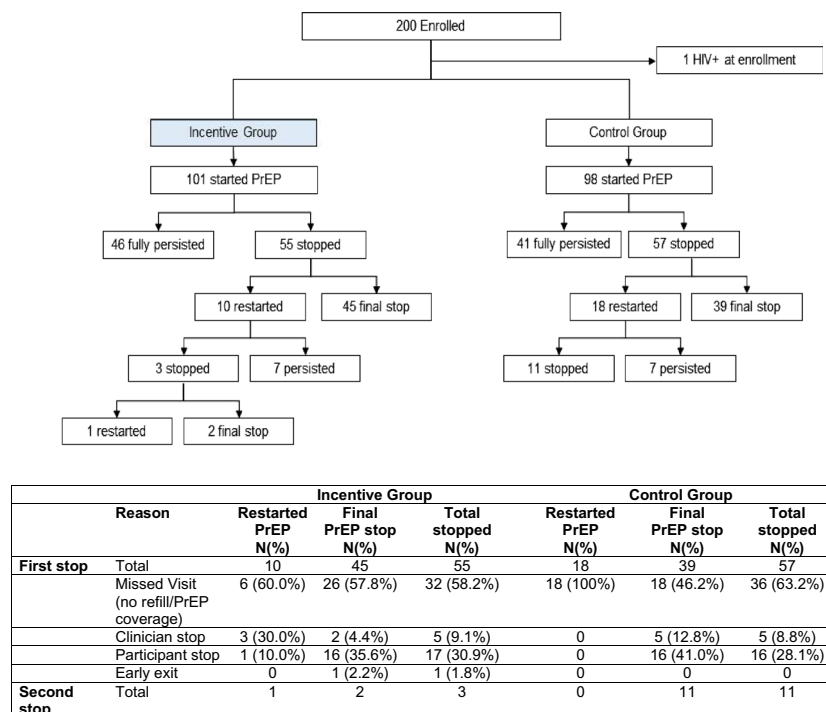 200 Enrolled
1 HIV+ at enrollment
Incentive Group
Control Group
101 started PrEP
98 started PrEP
46 fully persisted
55 stopped
41 fully persisted
57 stopped
10 restarted
45 final stop
18 restarted
39 final stop
3 stopped
7 persisted
11 stopped
7 persisted
1 restarted
2 final stop
Incentive Group Control Group
Reason Restarted Final Total Restarted Final Total
PrEP PrEP stop stopped PrEP PrEP stop stopped
N(%) N(%) N(%) N(%) N(%) N(%)
First stop Total 10 45 55 18 39 57
Missed Visit 6 (60.0%) 26 (57.8%) 32 (58.2%) 18 (100%) 18 (46.2%) 36 (63.2%)
(no refill/PrEP
coverage)
Clinician stop 3 (30.0%) 2 (4.4%) 5 (9.1%) 0 5 (12.8%) 5 (8.8%)
Participant stop 1 (10.0%) 16 (35.6%) 17 (30.9%) 0 16 (41.0%) 16 (28.1%)
Early exit 0 1 (2.2%) 1 (1.8%) 0 0 0
Second Total 1 2 3 0 11 11
stop